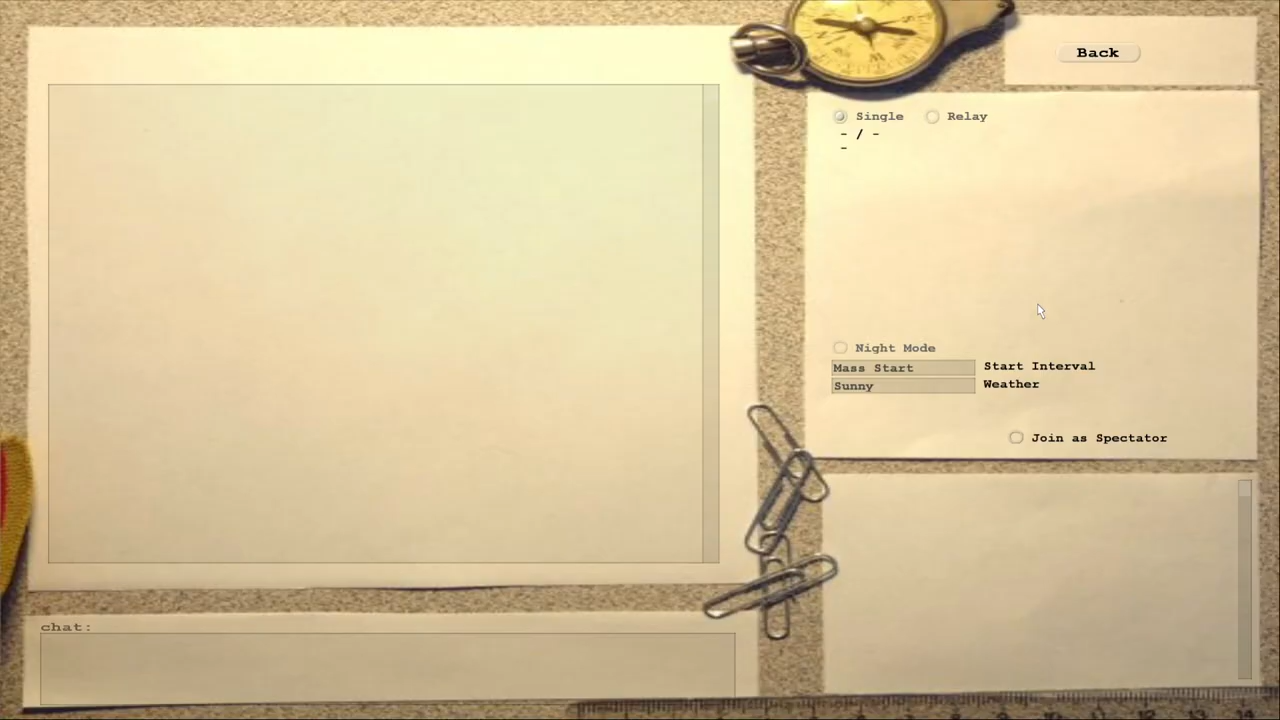 Back
Single Relay
- / -
-
Night Mode
Mass Start Start Interval
Sunny Weather
Join as Spectator
chat: